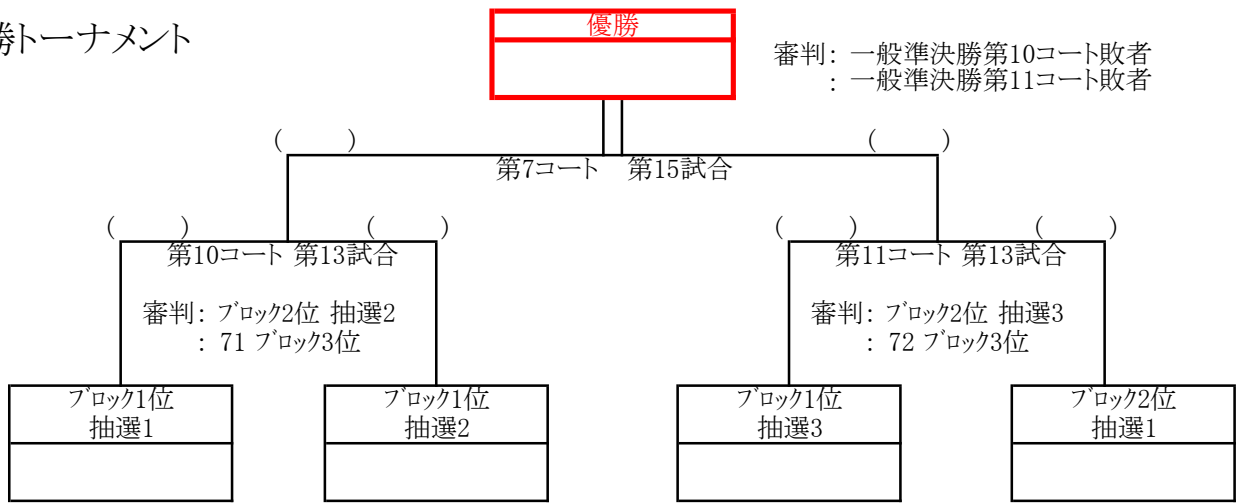 勝トーナメント
優勝
審判: 一般準決勝第10コート敗者
: 一般準決勝第11コート敗者
( ) ( )
第7コート 第15試合
( ) ( ) ( ) ( )
第10コート 第13試合 第11コート 第13試合
審判: ブロック2位 抽選2 審判: ブロック2位 抽選3
: 71 ブロック3位 : 72 ブロック3位
ブロック1位 ブロック1位 ブロック1位 ブロック2位
抽選1 抽選2 抽選3 抽選1